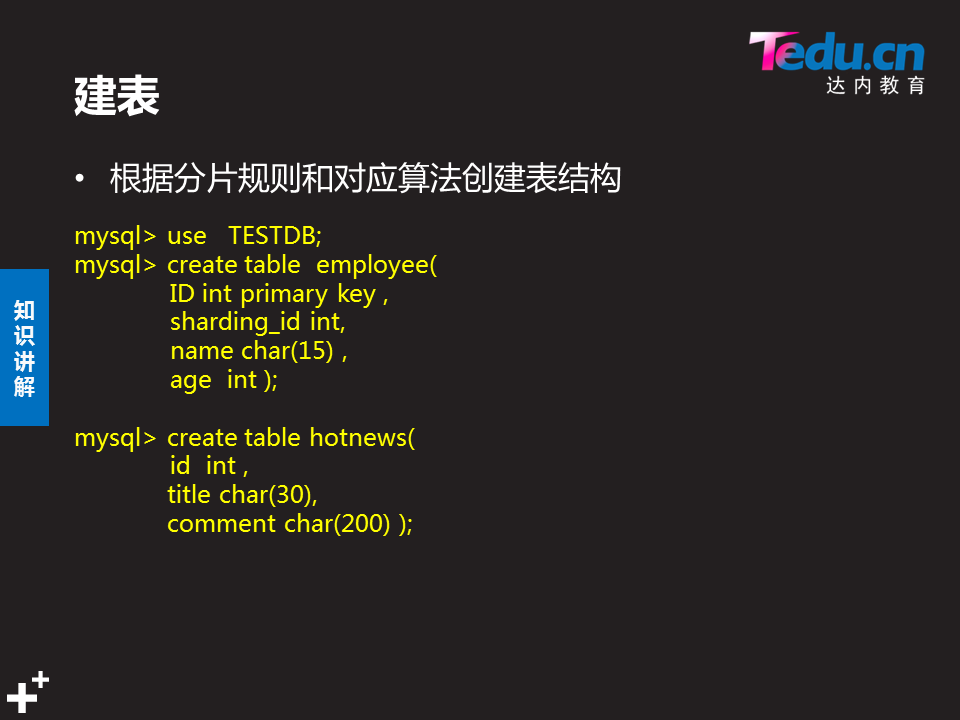 Tedu.cn
达内教育
建表
• 根据分片规则和对应算法创建表结构
mysql> use TESTDB;
mysql> create table employee(
ID int primary key ,
sharding_id int,
name char(15) ,
age int );
mysql> create table hotnews(
id int ,
title char(30),
comment char(200) );
知
识
讲
解